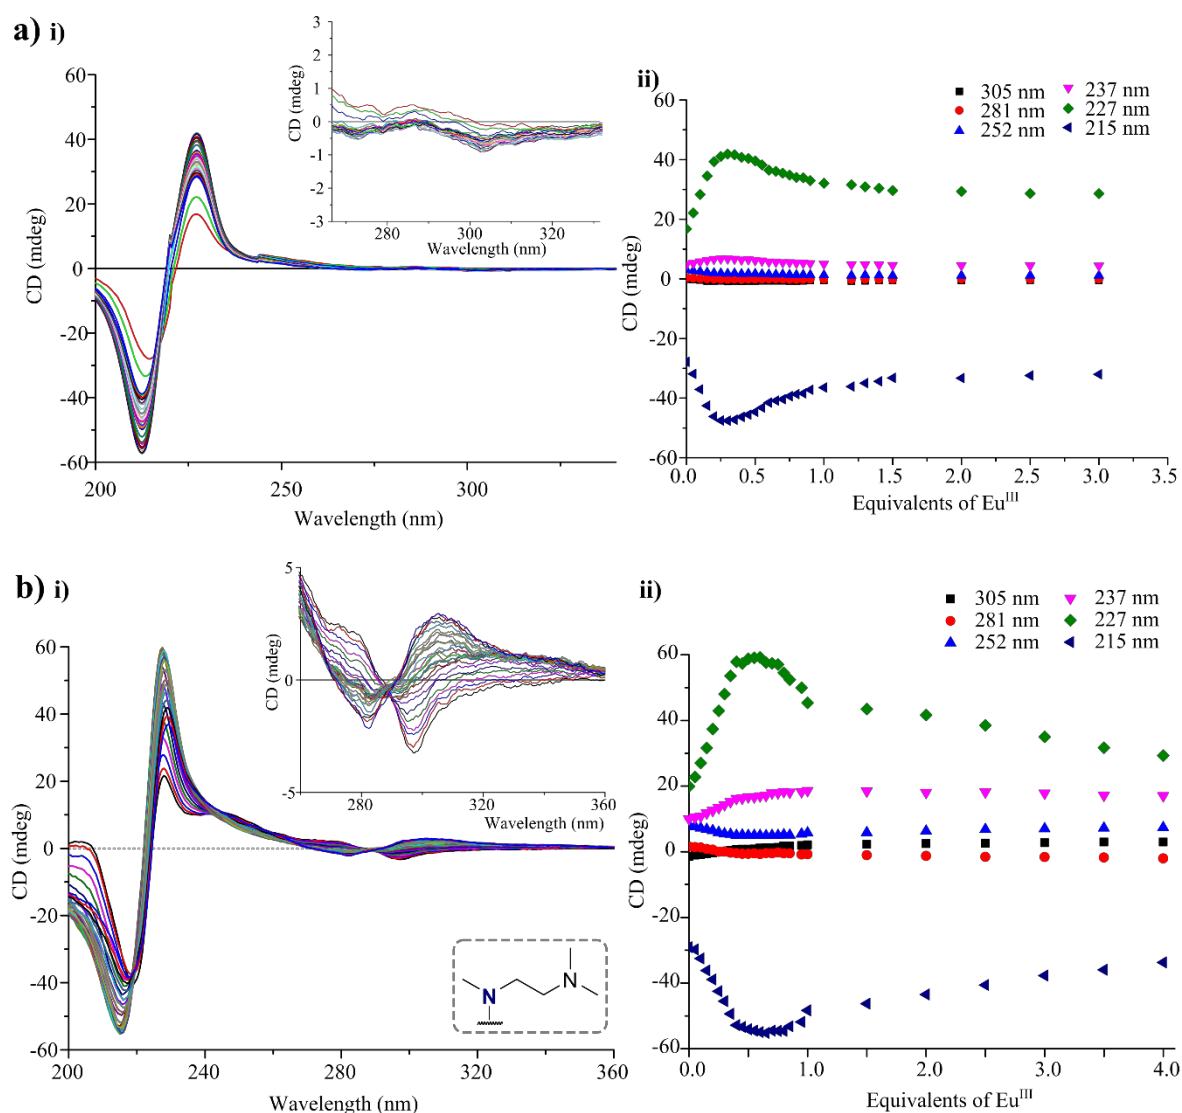 a) i)
60
40
20
0
-20
-40
-60
CD (mdeg)
200
250
300
Wavelength (nm)
3
2
1
0
-1
-2
-3
CD (mdeg)
280
300
320
Wavelength (nm)
ii)
305 nm
237 nm
281 nm
227 nm
252 nm
215 nm
60
40
20
0
-20
-40
-60
CD (mdeg)
0.0
0.5
1.0
1.5
2.0
2.5
3.0
3.5
Equivalents of Eu^III
b) i)
60
40
20
0
-20
-40
-60
CD (mdeg)
200
240
280
320
360
Wavelength (nm)
5
0
-5
CD (mdeg)
280
320
360
Wavelength (nm)
N
N
ii)
305 nm
237 nm
281 nm
227 nm
252 nm
215 nm
60
40
20
0
-20
-40
-60
CD (mdeg)
0.0
1.0
2.0
3.0
4.0
Equivalents of Eu^III